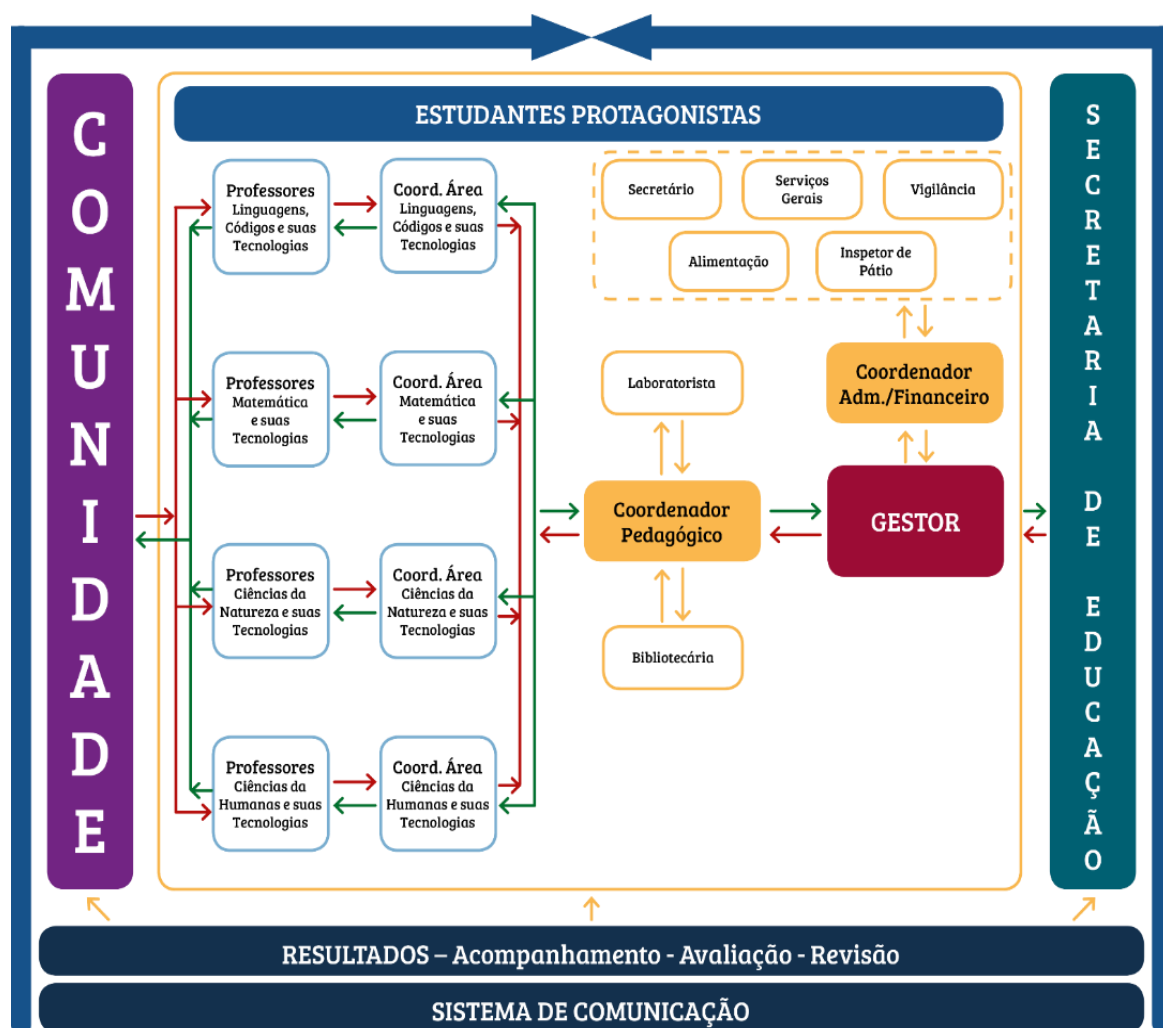 COMUNIDADE
ESTUDANTES PROTAGONISTAS
Professores
Linguagens,
Códigos e suas
Tecnologias
Coord. Área
Linguagens,
Códigos e suas
Tecnologias
Secretário
Serviços
Gerais
Vigilância
Alimentação
Inspetor de
Pátio
Professores
Matemática
e suas
Tecnologias
Coord. Área
Matemática
e suas
Tecnologias
Laboratorista
Coordenador
Adm./Financeiro
Coordenador
Pedagógico
GESTOR
Professores
Ciências da
Natureza e suas
Tecnologias
Coord. Área
Ciências da
Natureza e suas
Tecnologias
Bibliotecária
Professores
Ciências da
Humanas e suas
Tecnologias
Coord. Área
Ciências da
Humanas e suas
Tecnologias
SECRETARIA DE EDUCAÇÃO
RESULTADOS – Acompanhamento - Avaliação - Revisão
SISTEMA DE COMUNICAÇÃO